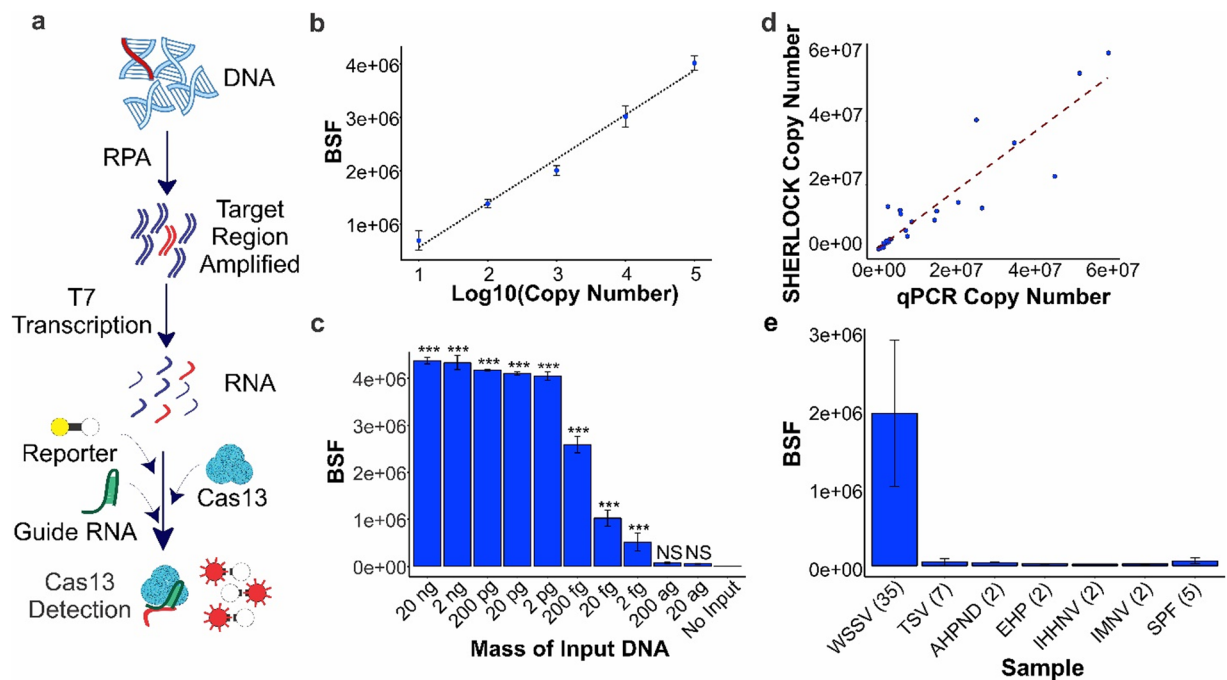 a
DNA
RPA
Target
Region
Amplified
T7
Transcription
RNA
Reporter
Cas13
Guide RNA
Cas13
Detection
b
BSF
4e+06
3e+06
2e+06
1e+06
1 2 3 4 5
Log10(Copy Number)
c
BSF
4e+06
3e+06
4e+06
1e+06
0e+00
*** *** *** *** *** *** *** *** NS NS
20 ng 2 ng 200 pg 20 pg 2 pg 200 fg 20 fg 2 fg 200 ag 20 ag No Input
Mass of Input DNA
d
SHERLOCK Copy Number
6e+07
4e+07
2e+07
0e+00
0e+00 2e+07 4e+07 6e+07
qPCR Copy Number
e
BSF
3e+06
2e+06
1e+06
0e+00
WSSV (35) TSV (7) AHPND (2) EHP (2) IHHNV (2) IMNV (2) SPF (5)
Sample